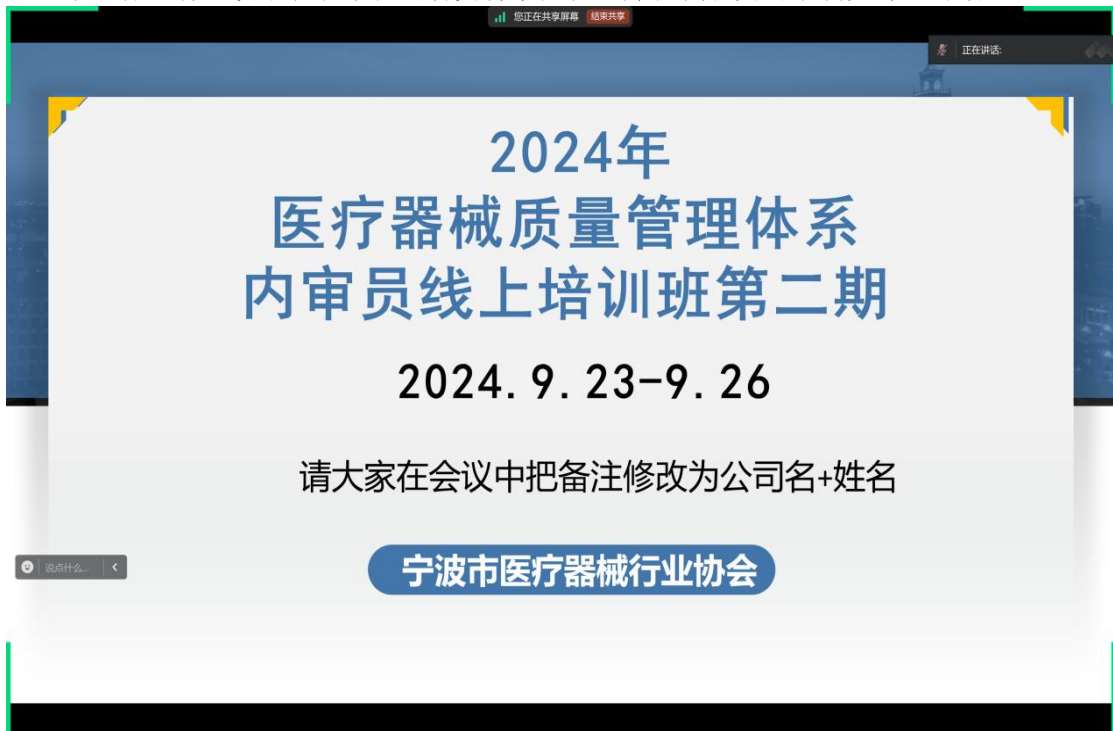 您正在共享屏幕 结束共享
正在讲话:
2024年
医疗器械质量管理体系
内审员线上培训班第二期
2024.9.23-9.26
请大家在会议中把备注修改为公司名+姓名
说点什么...
宁波市医疗器械行业协会